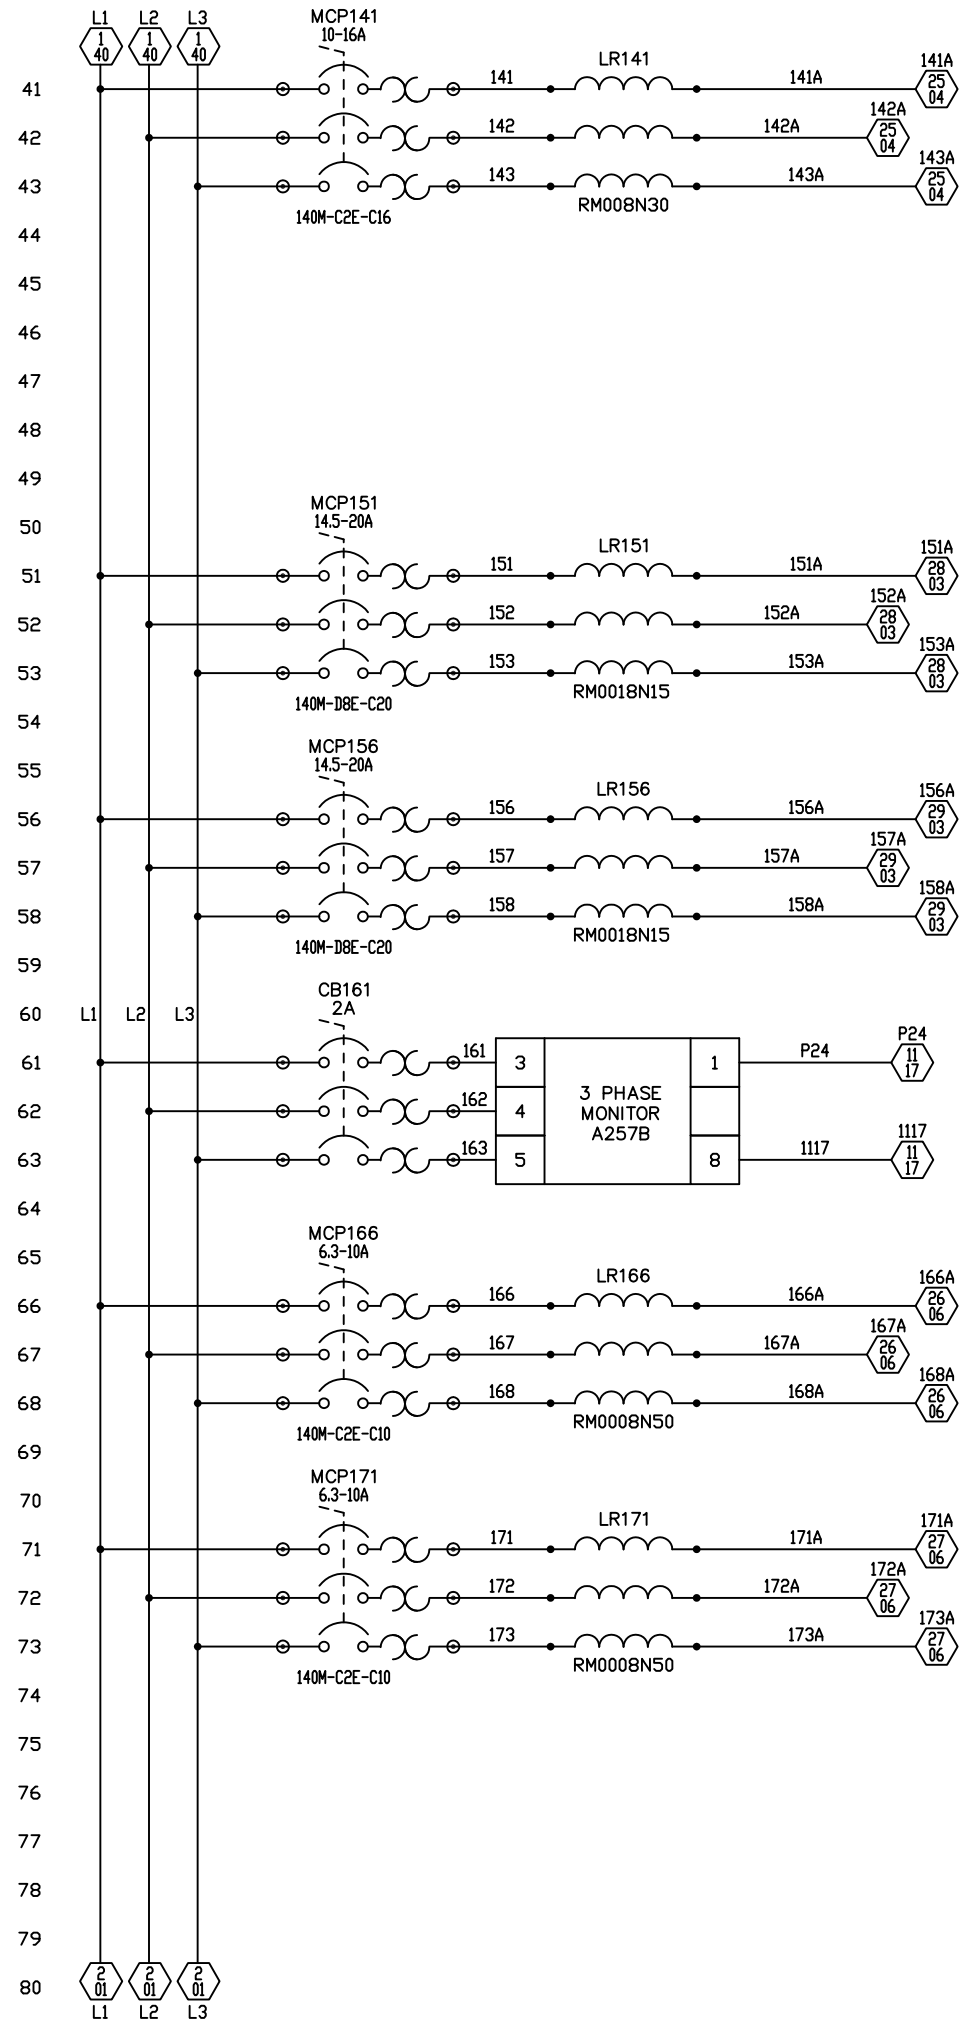 L1 L2 L3 MCP141
1 1 1 10-16A
40 40 40
LR141 141A
41 141 141A 25
04
142A
42 142 142A 25
04
143A
43 143 143A 25
04
140M-C2E-C16 RM008N30
44
45
46
47
48
49
MCP151
50 14.5-20A
LR151 151A
51 151 151A 28
03
152A
52 152 152A 28
03
153A
53 153 153A 28
03
140M-D8E-C20 RM0018N15
54
MCP156
55 14.5-20A
LR156 156A
56 156 156A 29
03
157A
57 157 157A 29
03
158A
58 158 158A 29
03
140M-D8E-C20 RM0018N15
59
CB161
60 L1 L2 L3 2A
P24
61 161 3 1 P24 11
17
3 PHASE
62 162 4 MONITOR
A257B
1117
63 163 5 8 1117 11
17
64
MCP166
65 6.3-10A
LR166 166A
66 166 166A 26
06
167A
67 167 167A 26
06
168A
68 168 168A 26
06
140M-C2E-C10 RM0008N50
69
MCP171
70 6.3-10A
LR171 171A
71 171 171A 27
06
172A
72 172 172A 27
06
173A
73 173 173A 27
06
140M-C2E-C10 RM0008N50
74
75
76
77
78
79
80 2 2 2
01 01 01
L1 L2 L3